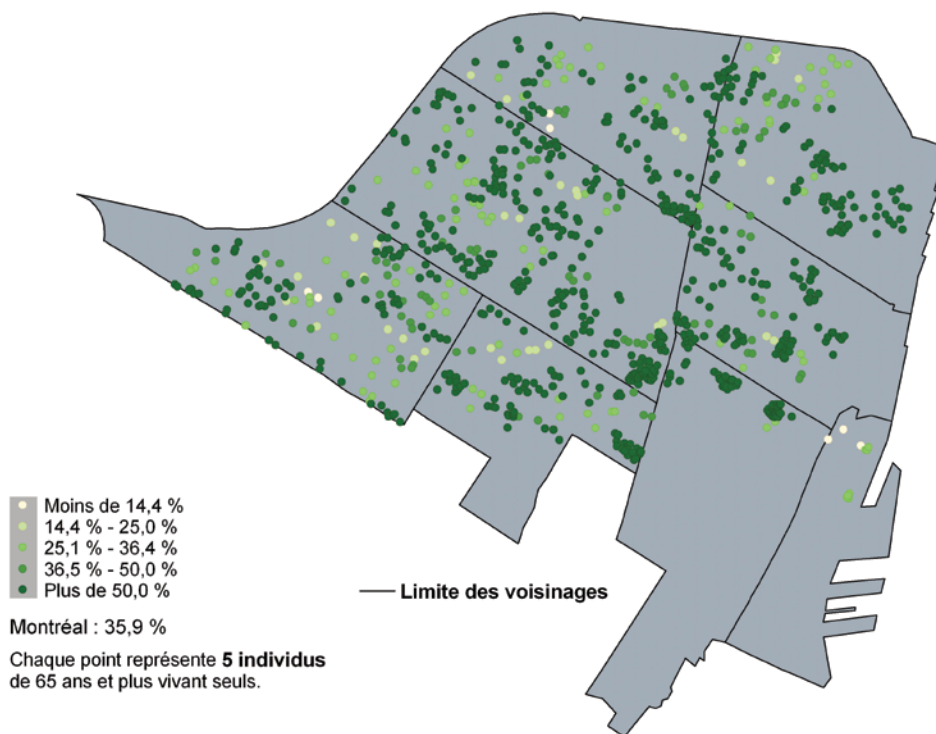 Moins de 14,4 %
14,4 % - 25,0 %
25,1 % - 36,4 %
36,5 % - 50,0 %
Plus de 50,0 %
Limite des voisinages
Montréal : 35,9 %
Chaque point représente 5 individus
de 65 ans et plus vivant seuls.